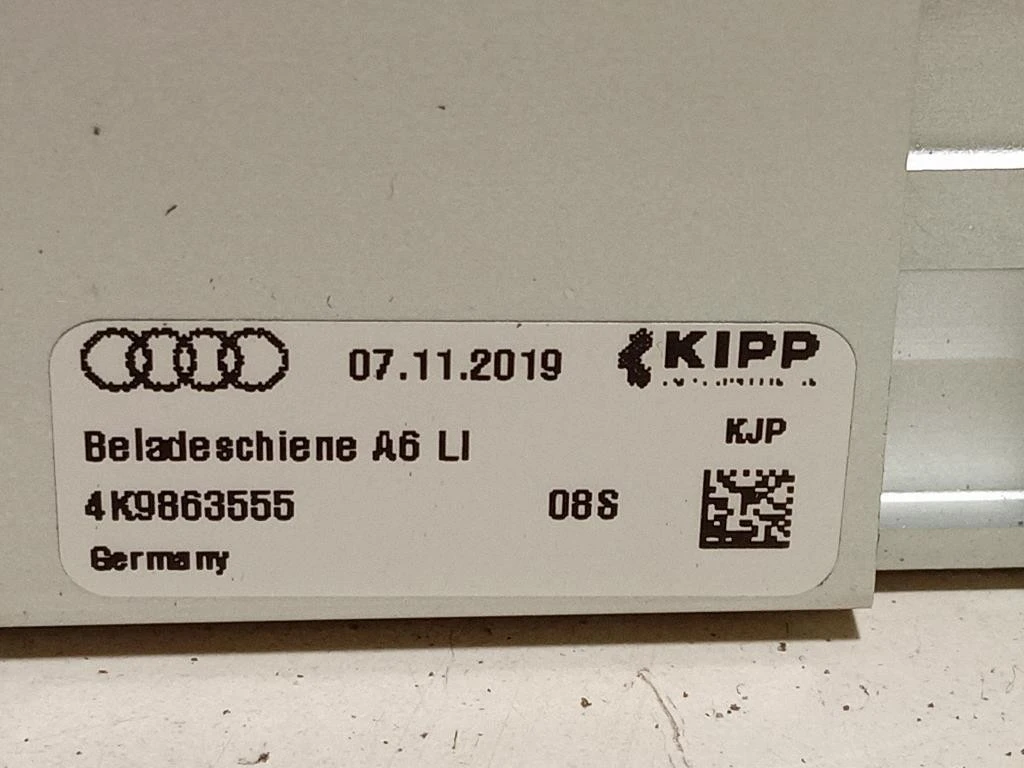 07.11.2019 KIPP
KJP
Beladeschiene A6 LI
4K9863555 08S
Germany